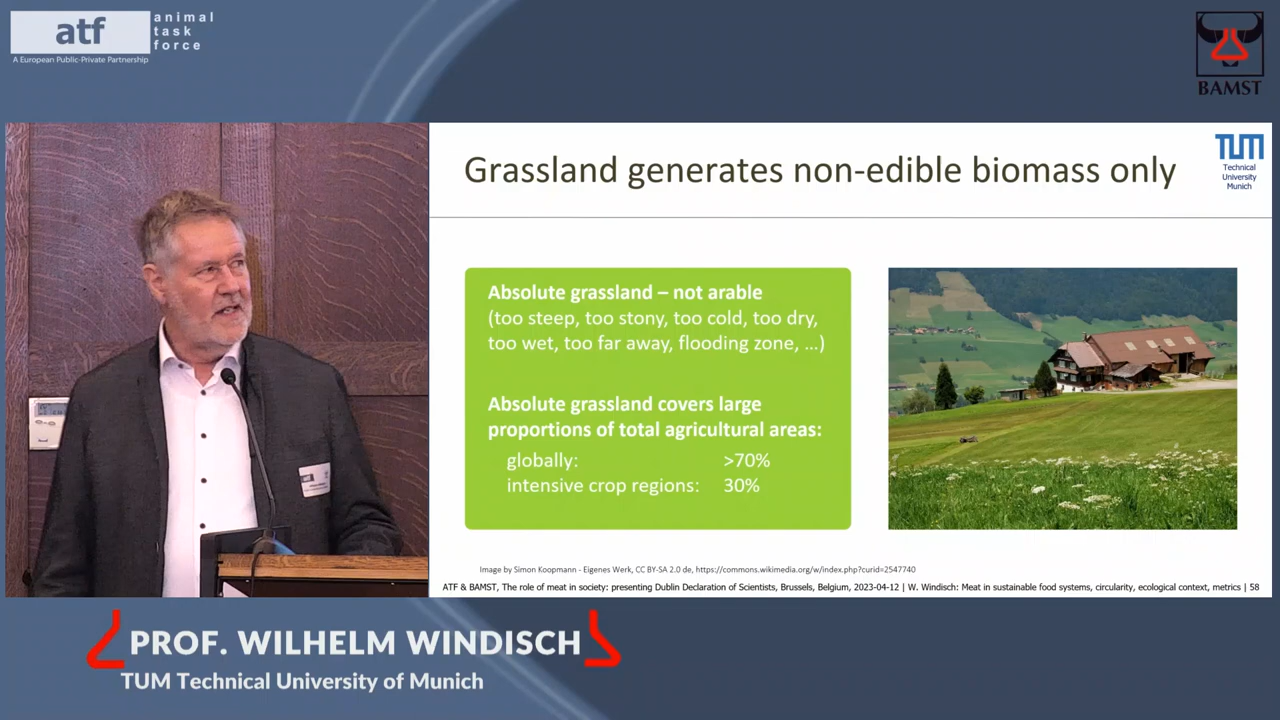 atf
animal
task
force
A European Public-Private Partnership
BAMST
Grassland generates non-edible biomass only
TUM
Technical
University
Munich
Absolute grassland – not arable
(too steep, too stony, too cold, too dry,
too wet, too far away, flooding zone, ...)
Absolute grassland covers large
proportions of total agricultural areas:
globally: >70%
intensive crop regions: 30%
Image by Simon Koopmann - Eigenes Werk, CC BY-SA 2.0 de, https://commons.wikimedia.org/w/index.php?curid=2547740
ATF & BAMST, The role of meat in society: presenting Dublin Declaration of Scientists, Brussels, Belgium, 2023-04-12 | W. Windisch: Meat in sustainable food systems, circularity, ecological context, metrics | 58
PROF. WILHELM WINDISCH
TUM Technical University of Munich